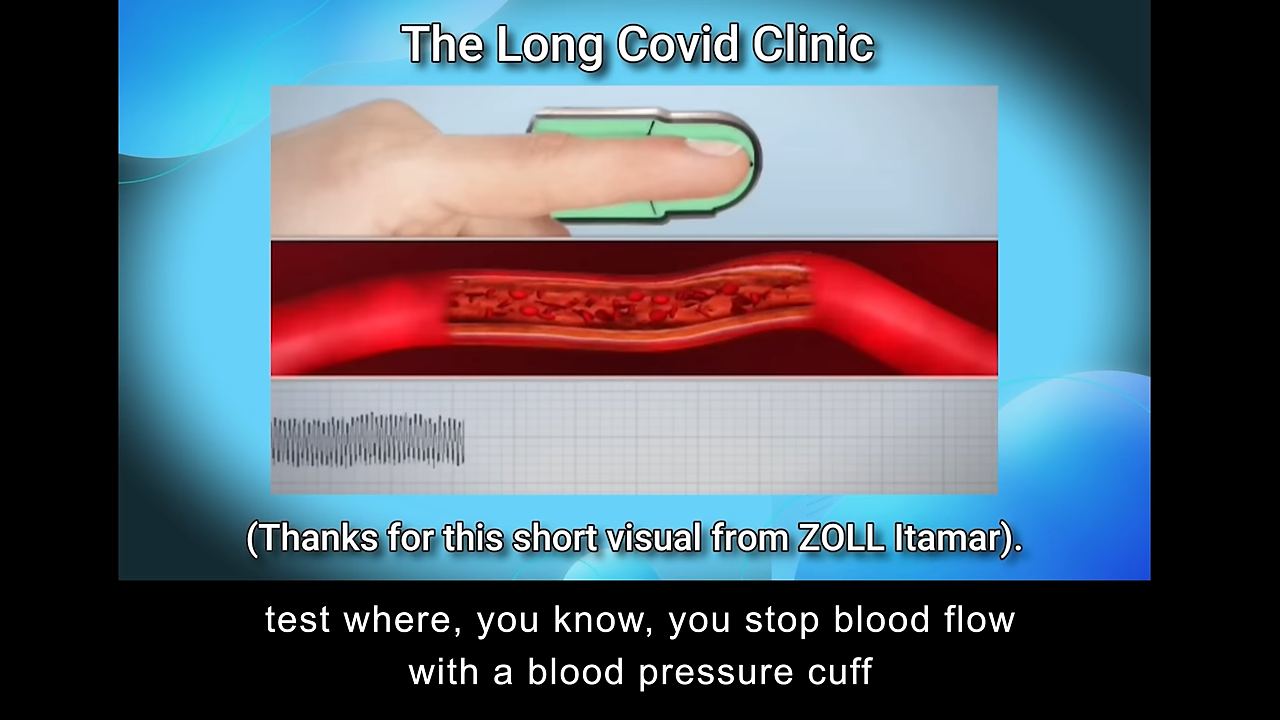 The Long Covid Clinic
(Thanks for this short visual from ZOLL Itamar).
test where, you know, you stop blood flow
with a blood pressure cuff